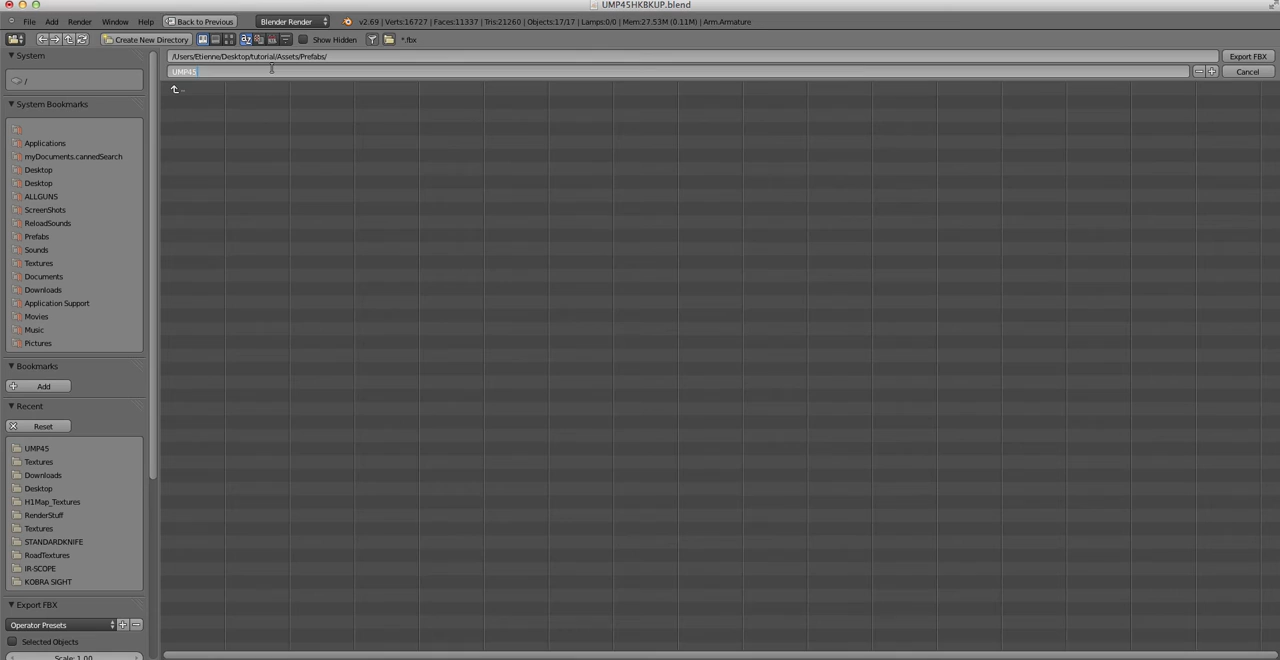 UMP45HKBKUP.blend
File Add Render Window Help Back to Previous Blender Render v2.69 | Verts:16727 | Faces:11337 | Tris:21260 | Objects:17/17 | Lamps:0/0 | Mem:27.53M (0.11M) | Arm.Armature
Create New Directory Show Hidden *.fbx
System
/Users/Etienne/Desktop/tutorial/Assets/Prefabs/ Export FBX
UMP45 Cancel
/
..
System Bookmarks
Applications
myDocuments.cannedSearch
Desktop
Desktop
ALLGUNS
ScreenShots
ReloadSounds
Prefabs
Sounds
Textures
Documents
Downloads
Application Support
Movies
Music
Pictures
Bookmarks
Add
Recent
Reset
UMP45
Textures
Downloads
Desktop
H1Map_Textures
RenderStuff
Textures
STANDARDKNIFE
RoadTextures
IR-SCOPE
KOBRA SIGHT
Export FBX
Operator Presets
Selected Objects
Scale: 1.00